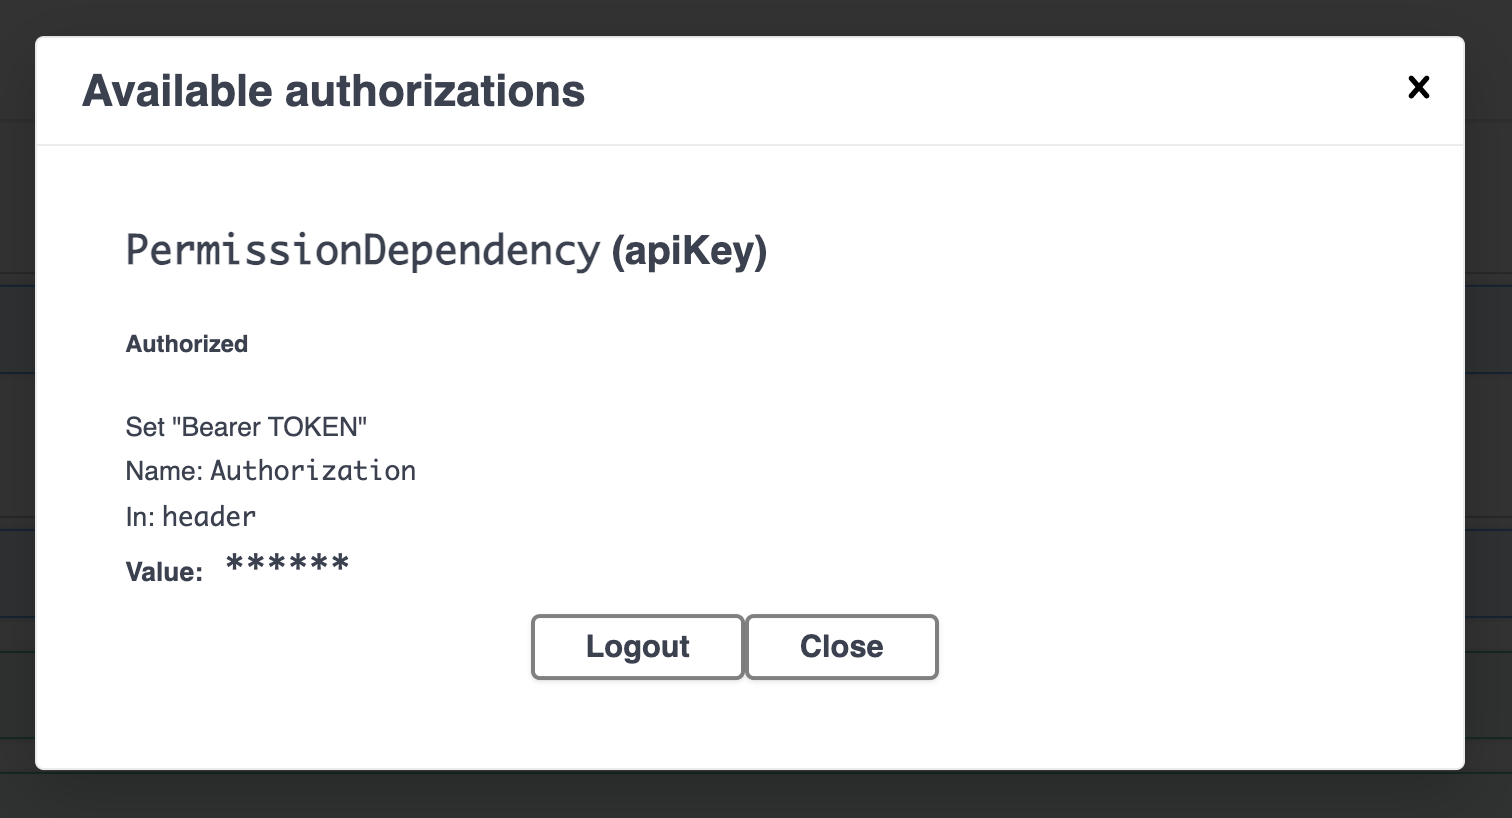 Available authorizations
PermissionDependency (apiKey)
Authorized
Set "Bearer TOKEN"
Name: Authorization
In: header
Value: ******
Logout Close